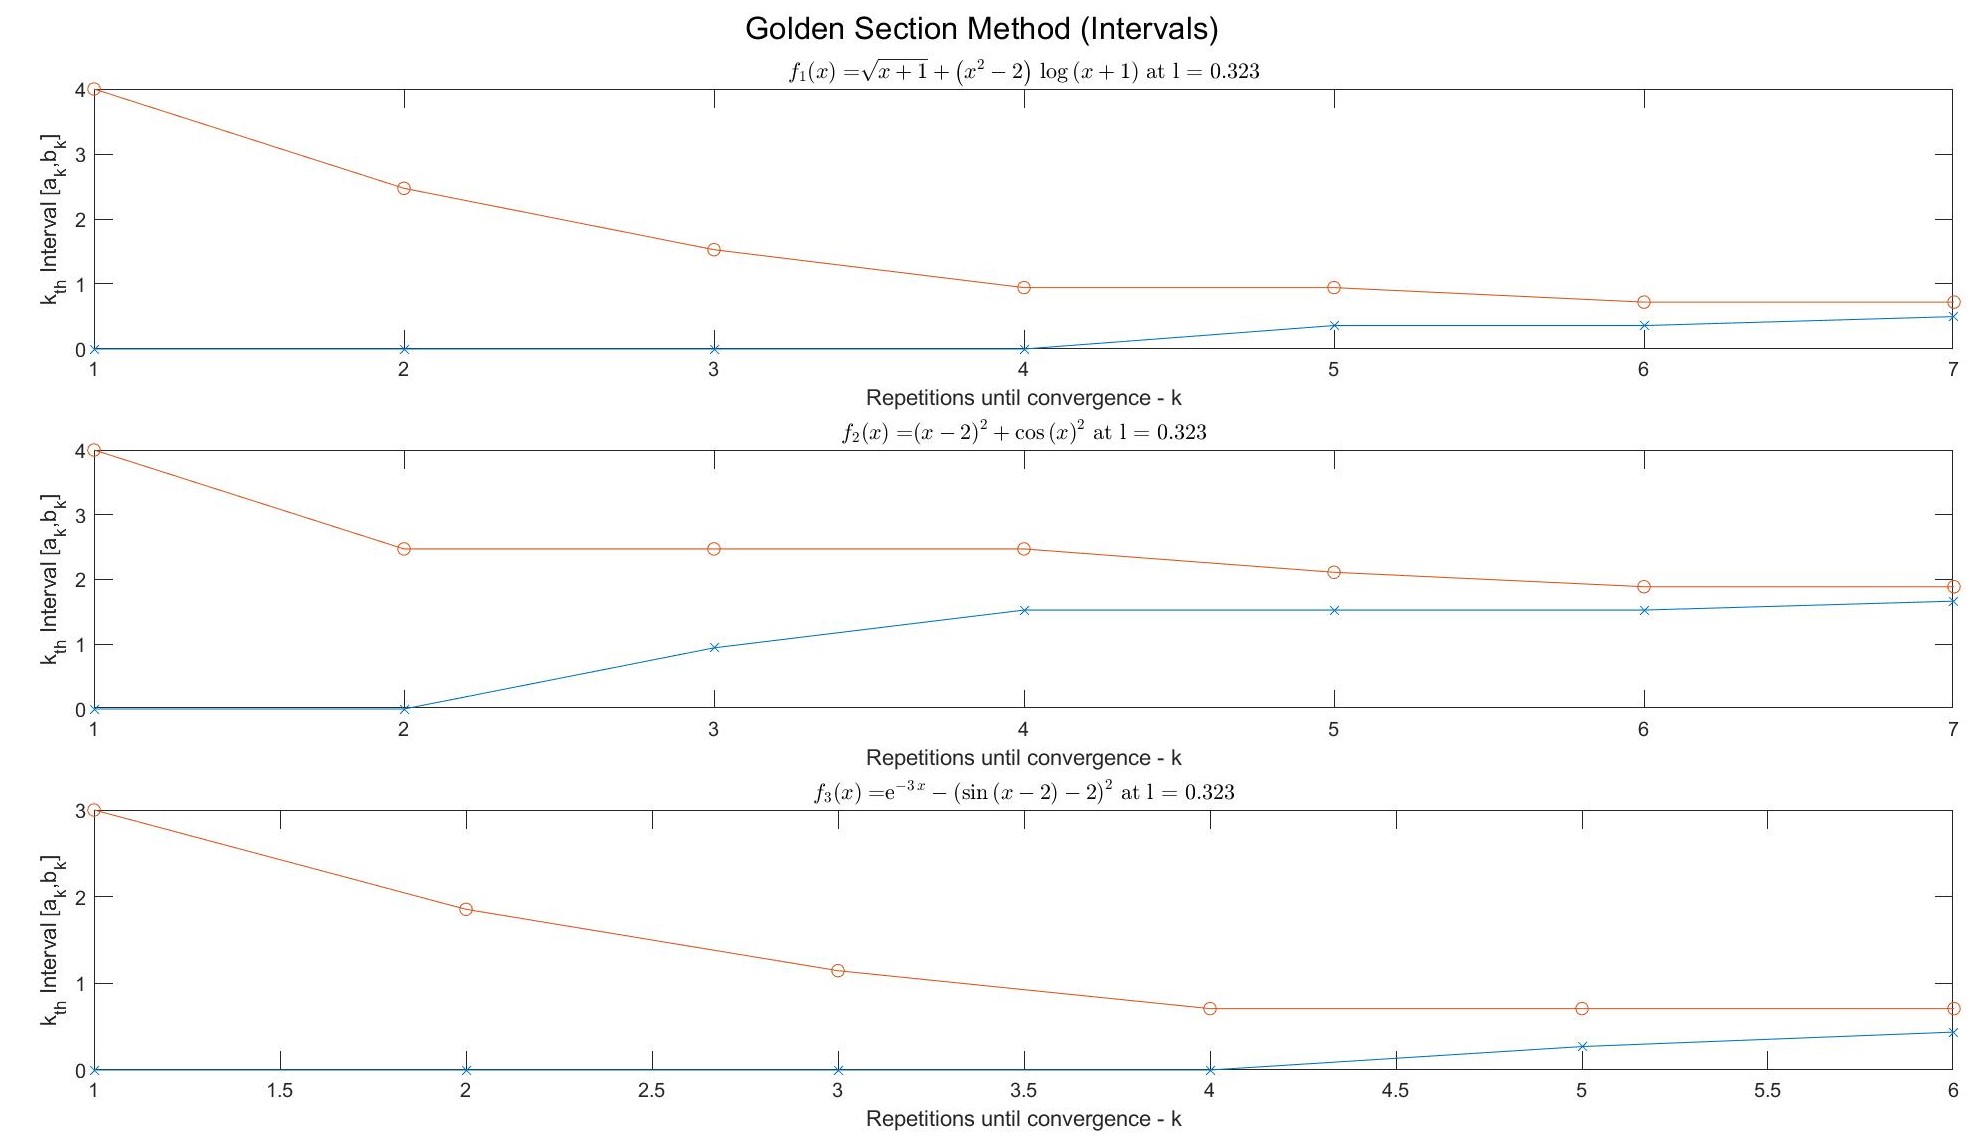 Golden Section Method (Intervals)
f₁(x) =√(x + 1) + (x² − 2) log (x + 1) at l = 0.323
k_th Interval [a_k,b_k]
4
3
2
1
0
1 2 3 4 5 6 7
Repetitions until convergence - k
f₂(x) =(x − 2)² + cos (x)² at l = 0.323
k_th Interval [a_k,b_k]
4
3
2
1
0
1 2 3 4 5 6 7
Repetitions until convergence - k
f₃(x) =e⁻³ˣ − (sin (x − 2) − 2)² at l = 0.323
k_th Interval [a_k,b_k]
3
2
1
0
1 1.5 2 2.5 3 3.5 4 4.5 5 5.5 6
Repetitions until convergence - k